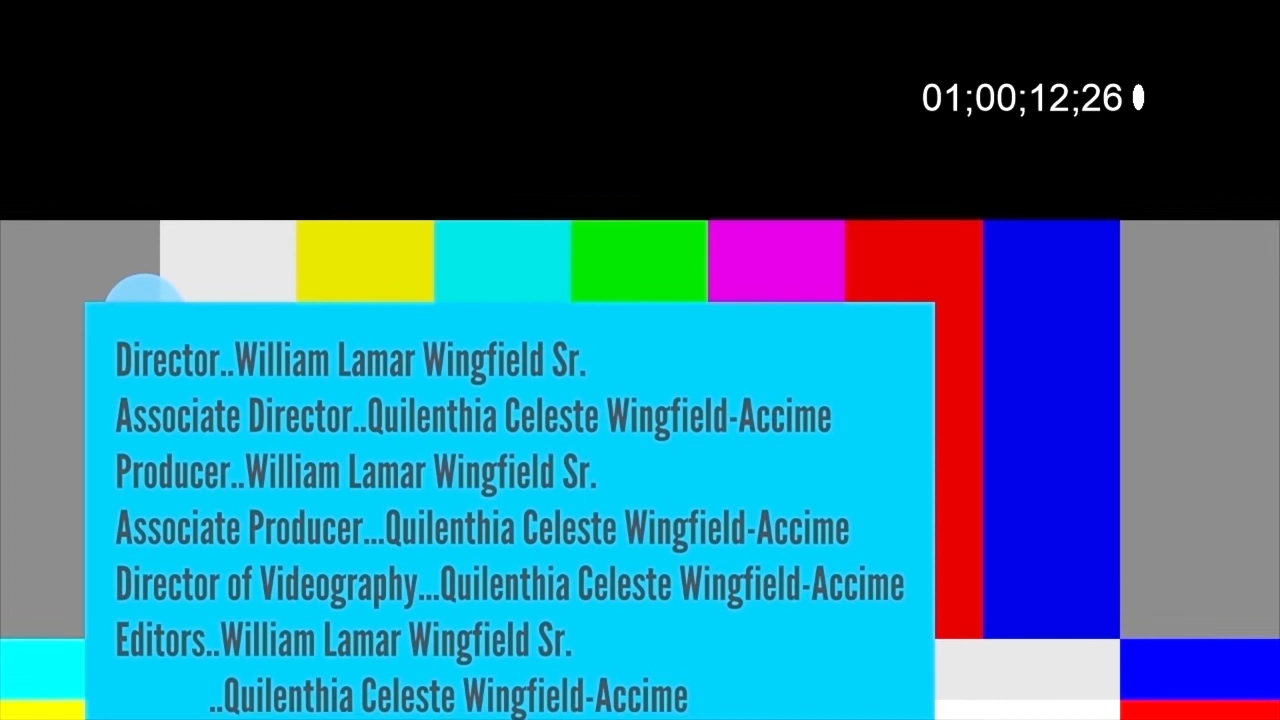 01;00;12;26
Director..William Lamar Wingfield Sr.
Associate Director..Quilenthia Celeste Wingfield-Accime
Producer..William Lamar Wingfield Sr.
Associate Producer...Quilenthia Celeste Wingfield-Accime
Director of Videography...Quilenthia Celeste Wingfield-Accime
Editors..William Lamar Wingfield Sr.
..Quilenthia Celeste Wingfield-Accime